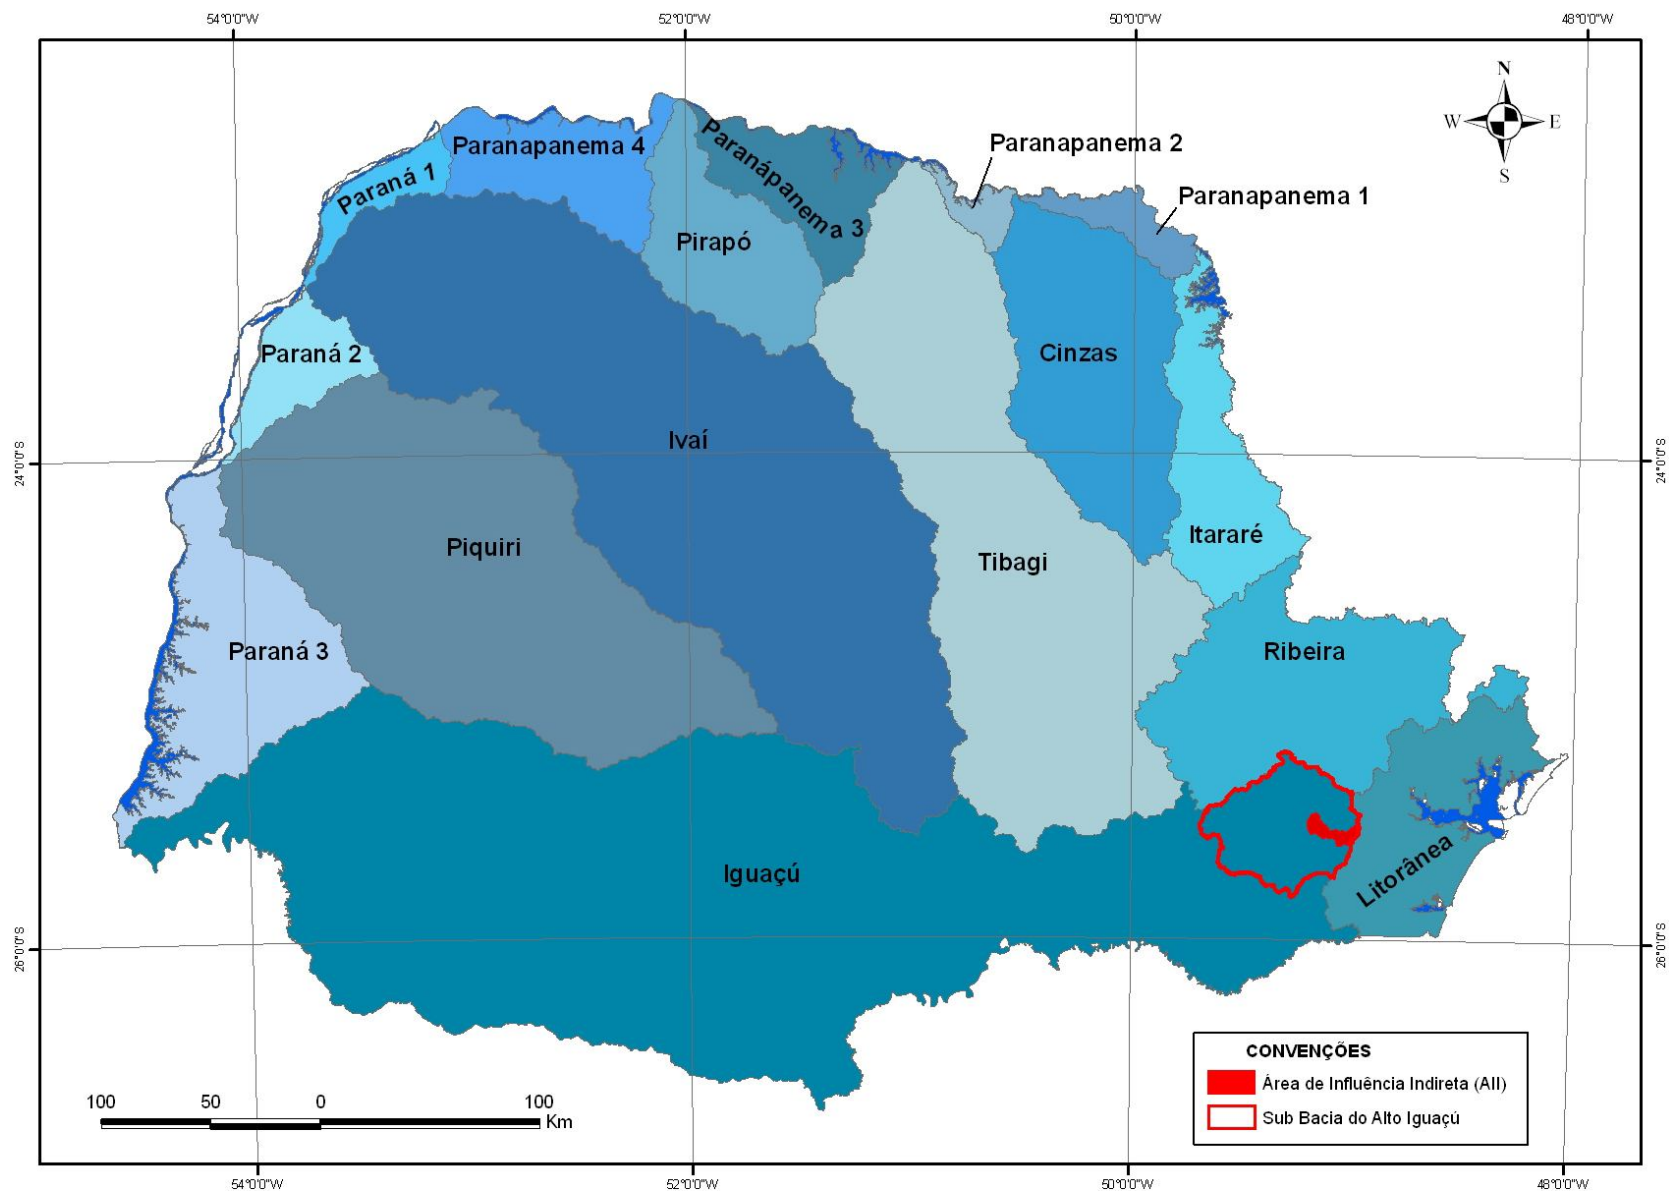 54°0'0"W
52°0'0"W
50°0'0"W
48°0'0"W
N
W
E
S
Paranapanema 4
Paranápanema 3
Paranapanema 2
Paraná 1
Paranapanema 1
Pirapó
Paraná 2
Cinzas
Ivaí
24°0'0"S
24°0'0"S
Piquiri
Itararé
Tibagi
Paraná 3
Ribeira
Iguaçú
Litorânea
26°0'0"S
26°0'0"S
CONVENÇÕES
Área de Influência Indireta (AII)
Sub Bacia do Alto Iguaçú
100 50 0 100
Km
54°0'0"W
52°0'0"W
50°0'0"W
48°0'0"W